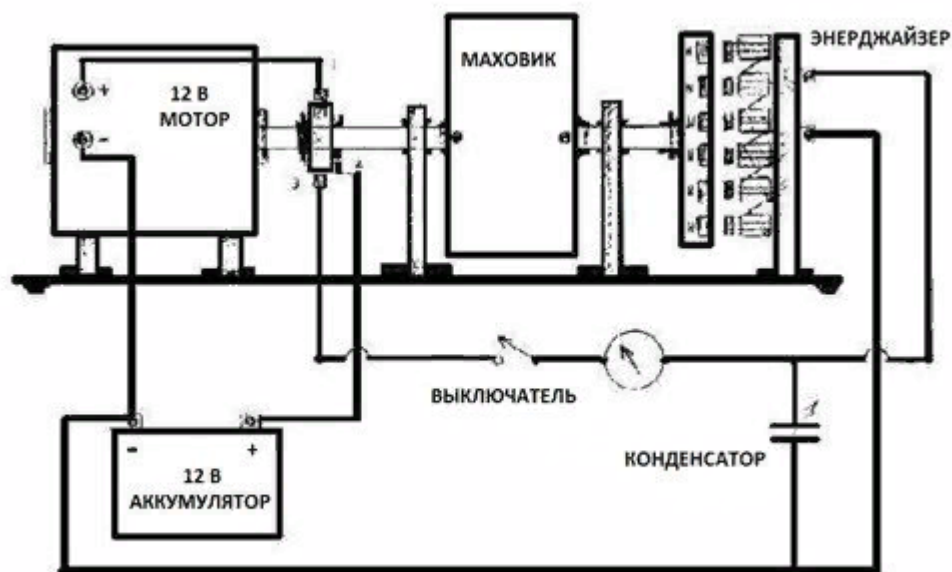 ЭНЕРДЖАЙЗЕР
МАХОВИК
12 В
МОТОР
+
-
ВЫКЛЮЧАТЕЛЬ
КОНДЕНСАТОР
- +
12 В
АККУМУЛЯТОР